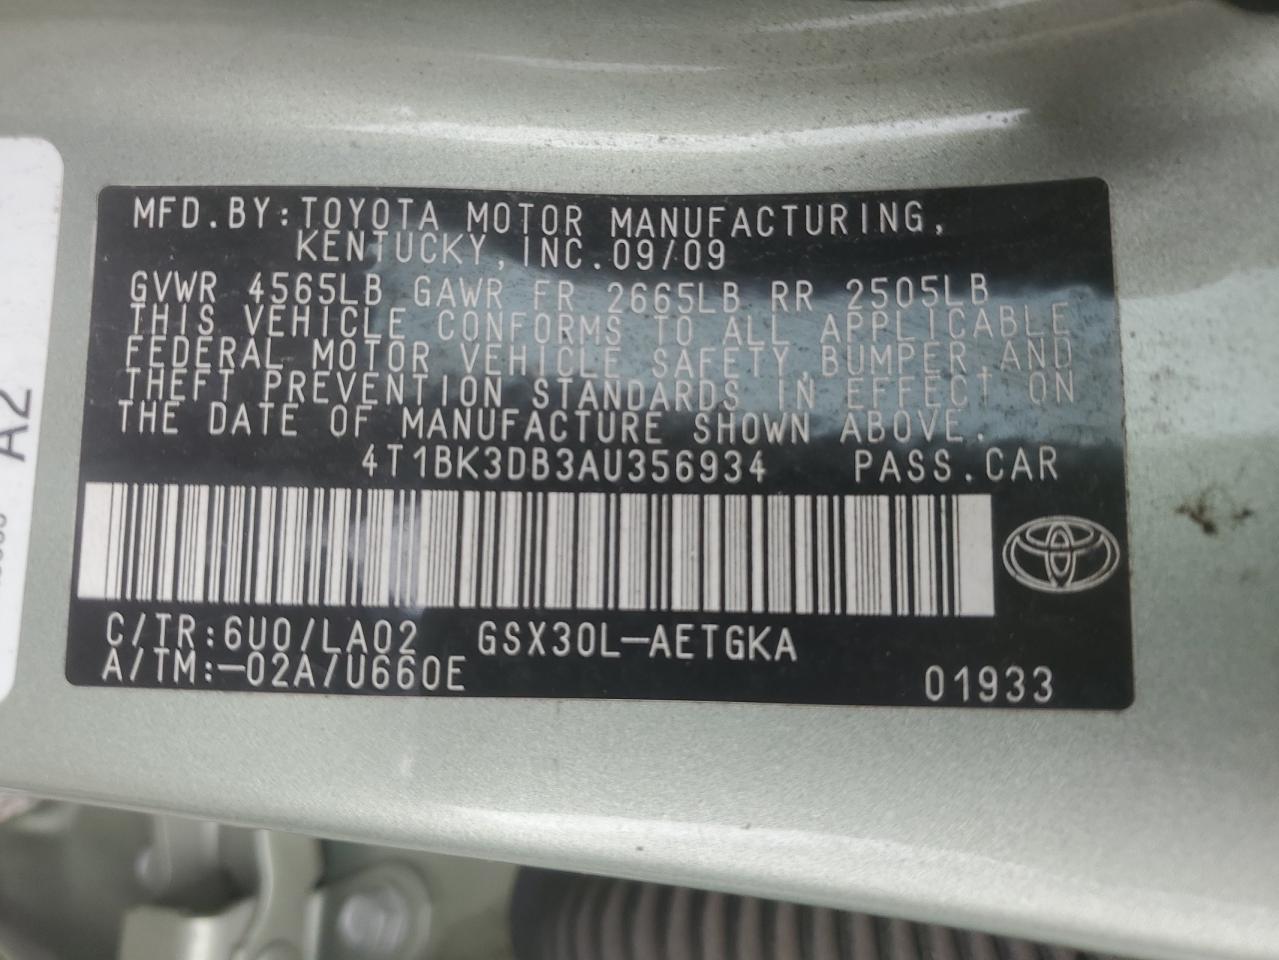 MFD.BY:TOYOTA MOTOR MANUFACTURING,
KENTUCKY,INC.09/09
GVWR 4565LB GAWR FR 2665LB RR 2505LB
THIS VEHICLE CONFORMS TO ALL APPLICABLE
FEDERAL MOTOR VEHICLE SAFETY,BUMPER,AND
THEFT PREVENTION STANDARDS IN EFFECT ON
THE DATE OF MANUFACTURE SHOWN ABOVE.
4T1BK3DB3AU356934 PASS.CAR
C/TR:6U0/LA02 GSX30L-AETGKA
A/TM:-02A/U660E
01933
A2